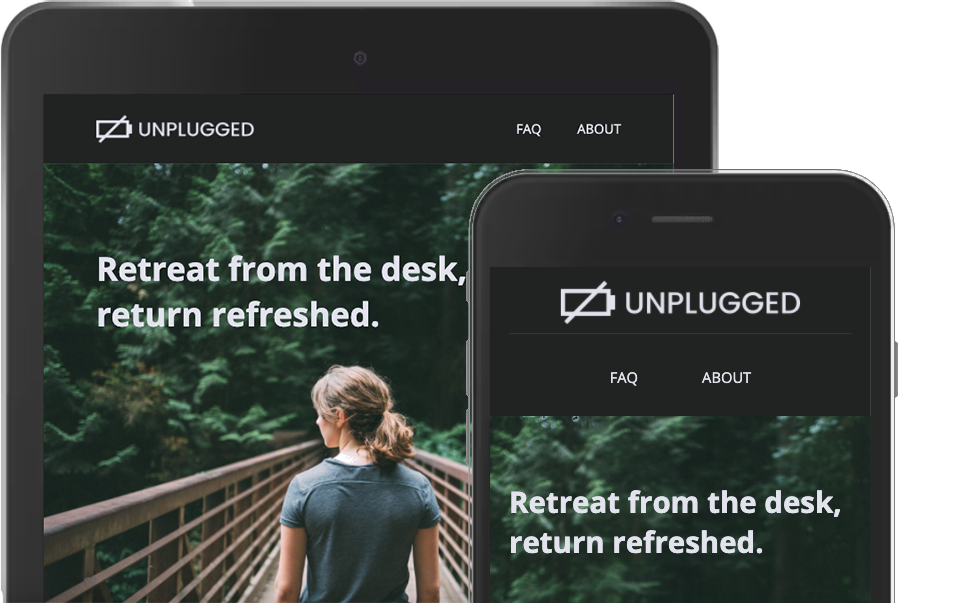 UNPLUGGED
FAQ ABOUT
Retreat from the desk,
return refreshed.
UNPLUGGED
FAQ ABOUT
Retreat from the desk,
return refreshed.